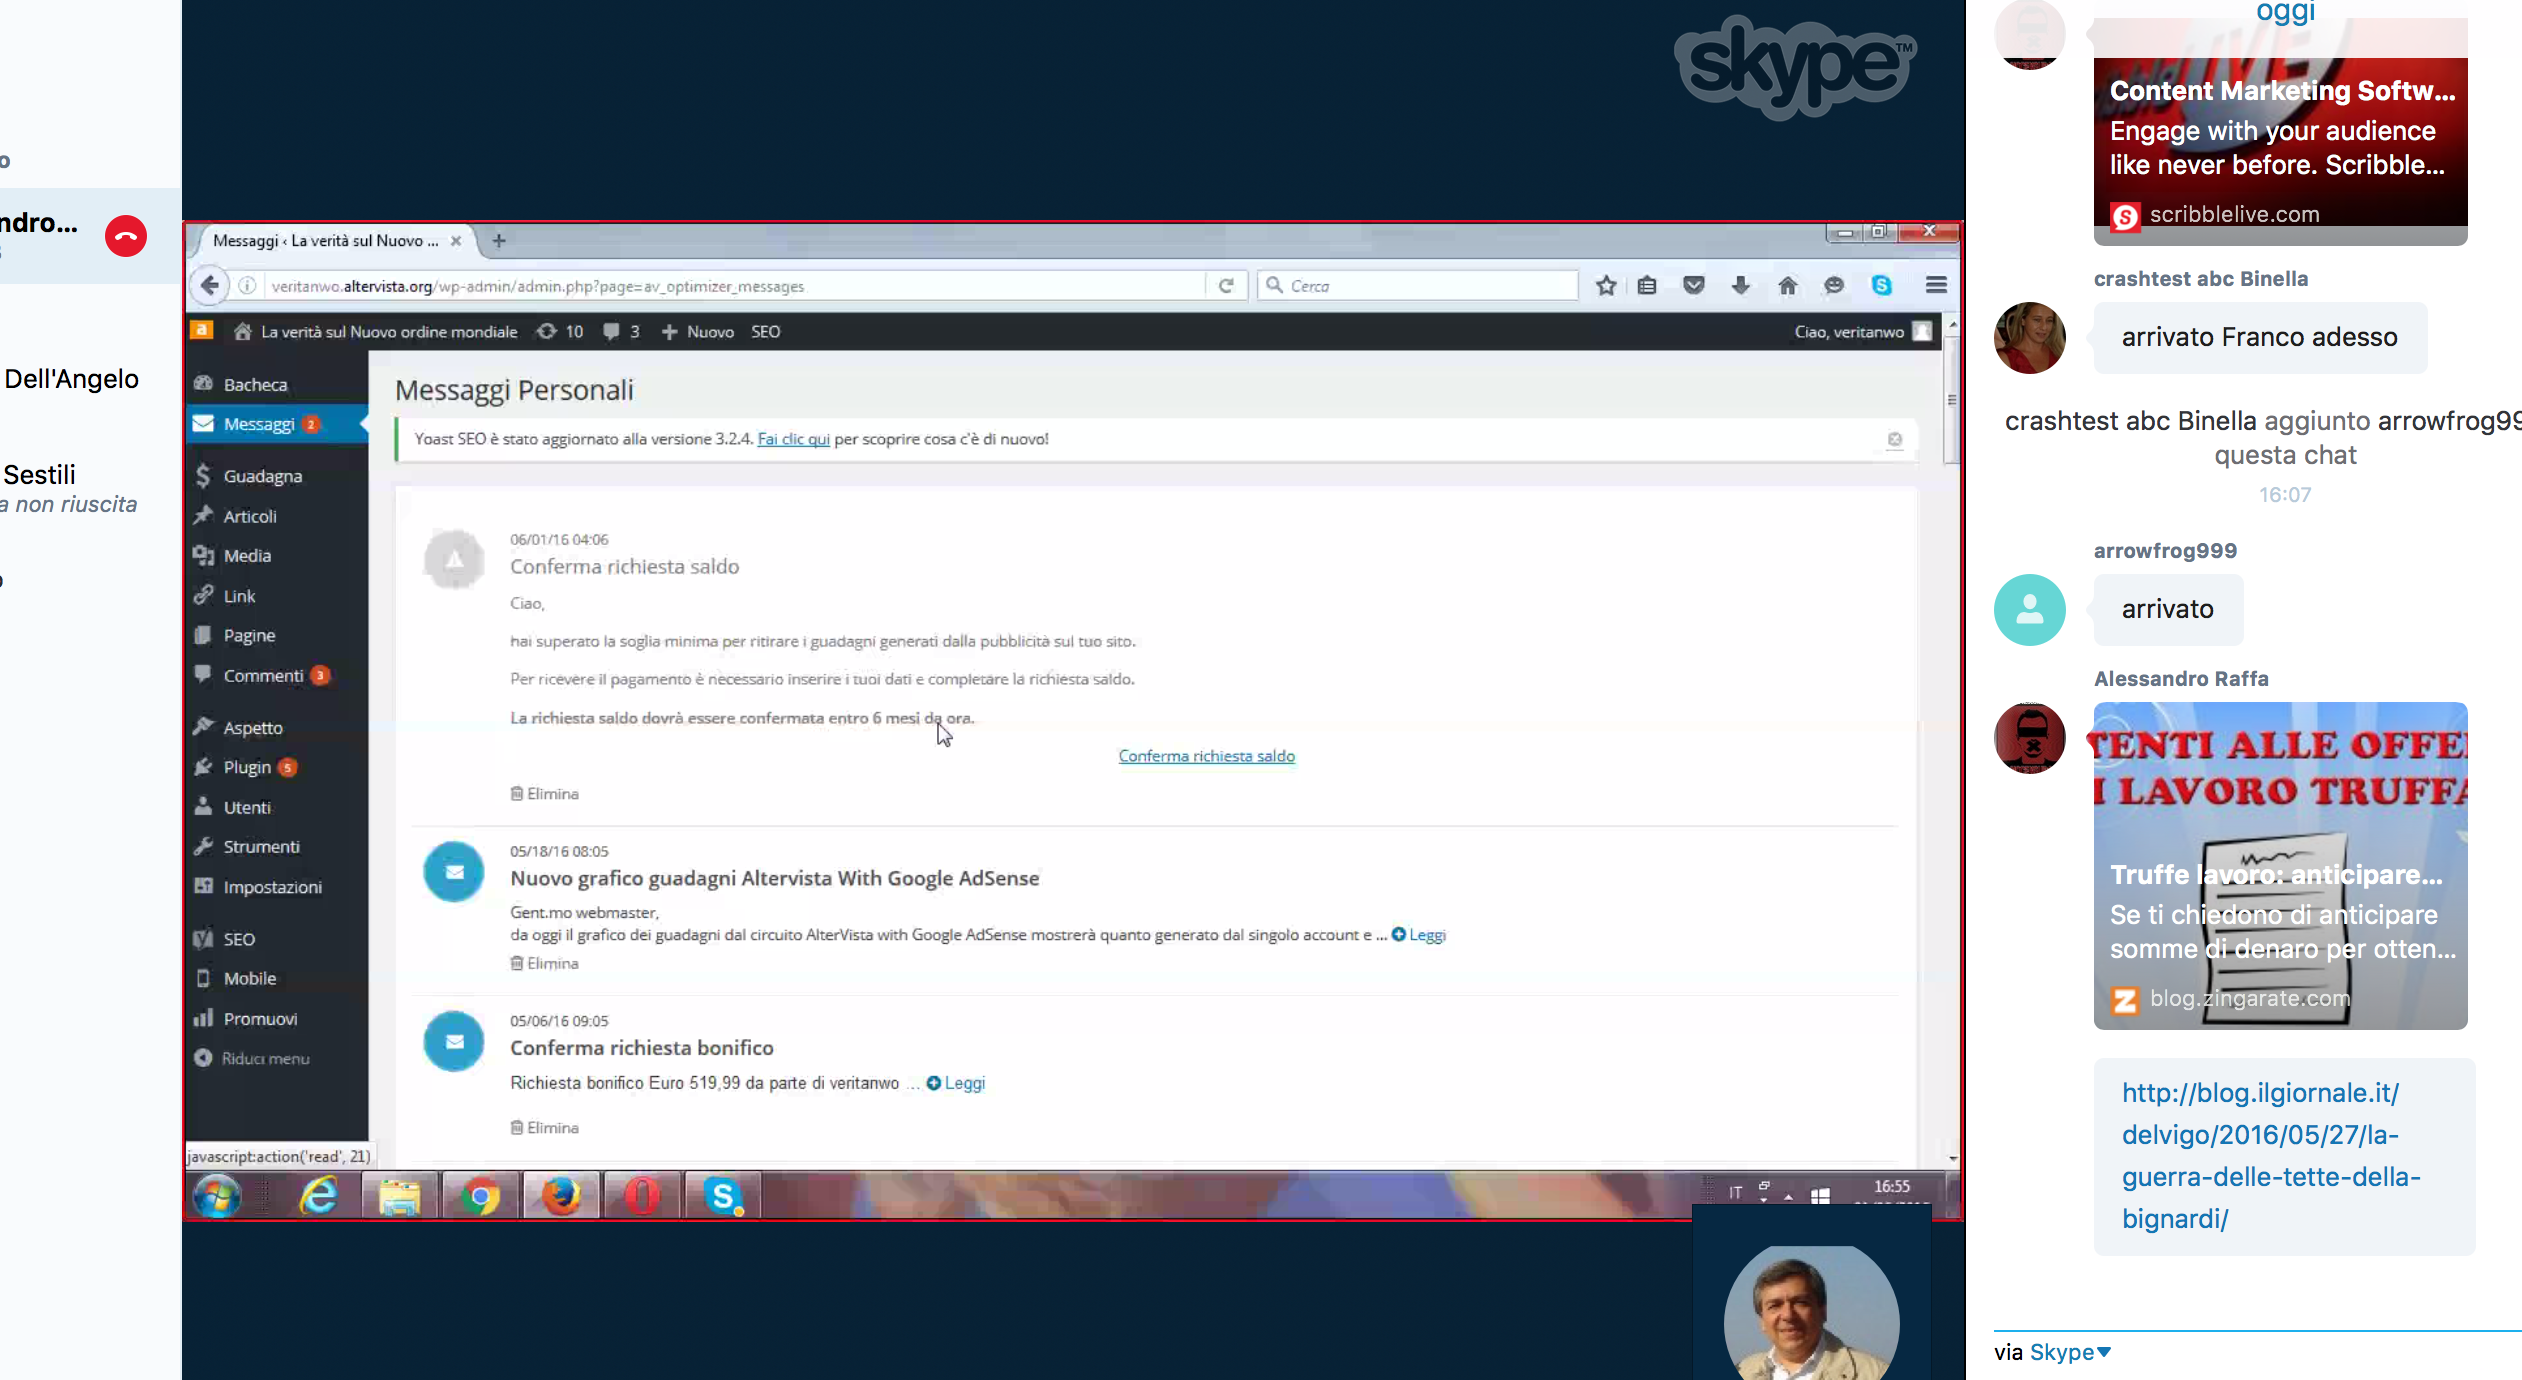 o
ndro...
Dell'Angelo
Sestili
a non riuscita
o
skype™
Messaggi ‹ La verità sul Nuovo ...
veritanwo.altervista.org/wp-admin/admin.php?page=av_optimizer_messages
Cerca
a
La verità sul Nuovo ordine mondiale
10
3
Nuovo
SEO
Ciao, veritanwo
Bacheca
Messaggi 2
Guadagna
Articoli
Media
Link
Pagine
Commenti 3
Aspetto
Plugin 5
Utenti
Strumenti
Impostazioni
SEO
Mobile
Promuovi
Riduci menu
javascript:action('read', 21)
Messaggi Personali
Yoast SEO è stato aggiornato alla versione 3.2.4. Fai clic qui per scoprire cosa c'è di nuovo!
06/01/16 04:06
Conferma richiesta saldo
Ciao,
hai superato la soglia minima per ritirare i guadagni generati dalla pubblicità sul tuo sito.
Per ricevere il pagamento è necessario inserire i tuoi dati e completare la richiesta saldo.
La richiesta saldo dovrà essere confermata entro 6 mesi da ora.
Conferma richiesta saldo
Elimina
05/18/16 08:05
Nuovo grafico guadagni Altervista With Google AdSense
Gent.mo webmaster,
da oggi il grafico dei guadagni dal circuito AlterVista with Google AdSense mostrerà quanto generato dal singolo account e ... Leggi
Elimina
05/06/16 09:05
Conferma richiesta bonifico
Richiesta bonifico Euro 519,99 da parte di veritanwo ... Leggi
Elimina
IT
16:55
oggi
LIVE
Content Marketing Softw...
Engage with your audience
like never before. Scribble...
scribblelive.com
crashtest abc Binella
arrivato Franco adesso
crashtest abc Binella aggiunto arrowfrog99
questa chat
16:07
arrowfrog999
arrivato
Alessandro Raffa
TENTI ALLE OFFE
I LAVORO TRUFFA
Truffe lavoro: anticipare...
Se ti chiedono di anticipare
somme di denaro per otten...
blog.zingarate.com
http://blog.ilgiornale.it/
delvigo/2016/05/27/la-
guerra-delle-tette-della-
bignardi/
via Skype